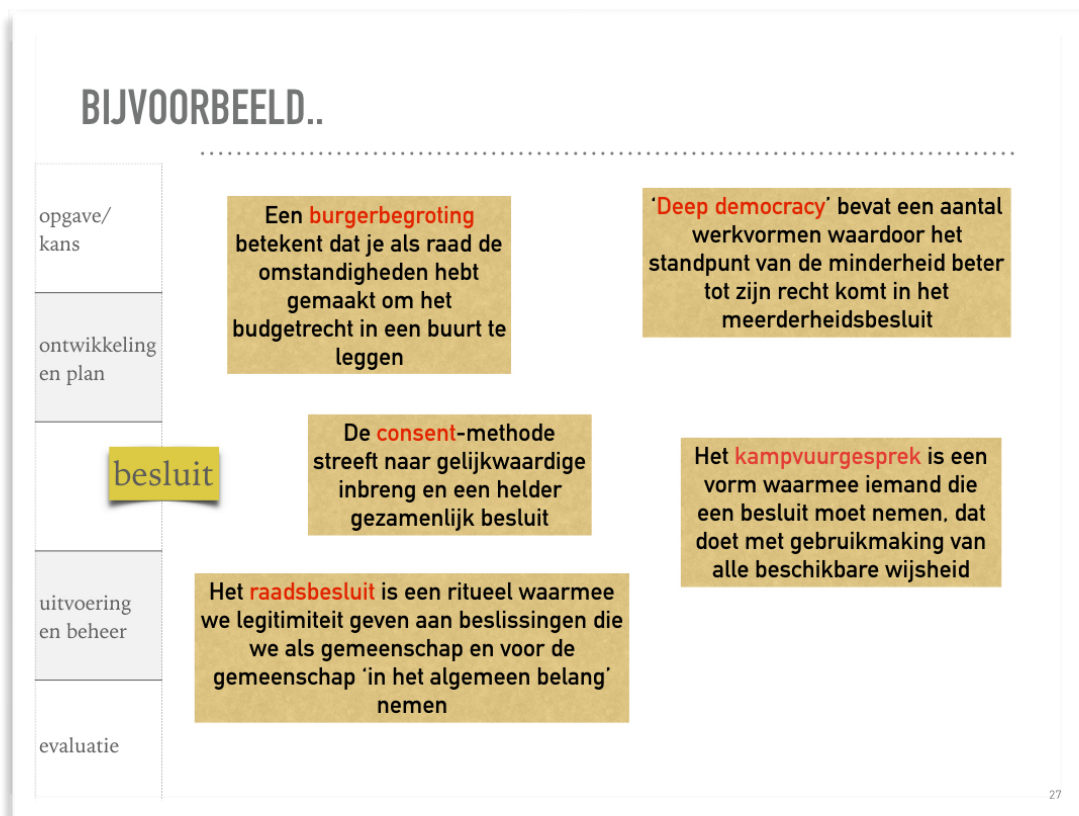 BIJVOORBEELD..
opgave/
kans
ontwikkeling
en plan
besluit
uitvoering
en beheer
evaluatie
Een burgerbegroting
betekent dat je als raad de
omstandigheden hebt
gemaakt om het
budgetrecht in een buurt te
leggen
‘Deep democracy’ bevat een aantal
werkvormen waardoor het
standpunt van de minderheid beter
tot zijn recht komt in het
meerderheidsbesluit
De consent-methode
streeft naar gelijkwaardige
inbreng en een helder
gezamenlijk besluit
Het kampvuurgesprek is een
vorm waarmee iemand die
een besluit moet nemen, dat
doet met gebruikmaking van
alle beschikbare wijsheid
Het raadsbesluit is een ritueel waarmee
we legitimiteit geven aan beslissingen die
we als gemeenschap en voor de
gemeenschap ‘in het algemeen belang’
nemen
27